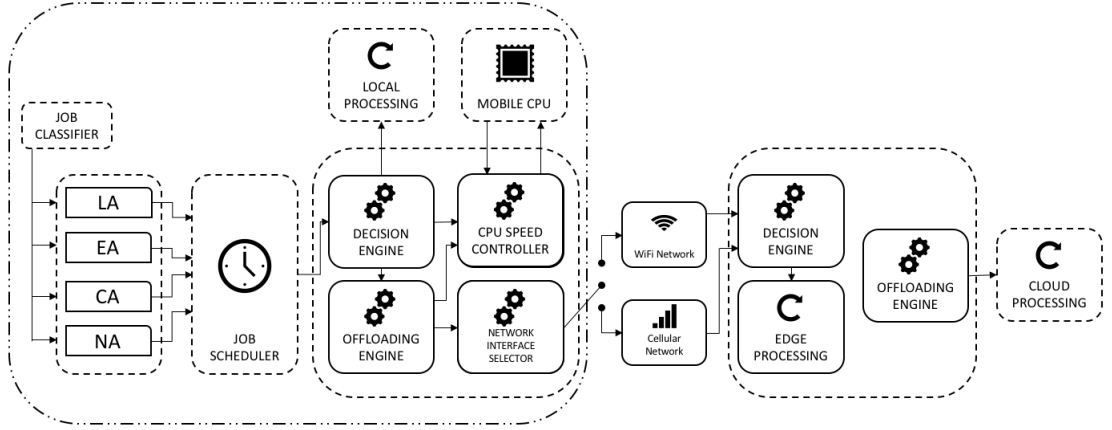 JOB
CLASSIFIER
LA
EA
CA
NA
JOB
SCHEDULER
LOCAL
PROCESSING
MOBILE CPU
DECISION
ENGINE
CPU SPEED
CONTROLLER
OFFLOADING
ENGINE
NETWORK
INTERFACE
SELECTOR
WiFi Network
Cellular
Network
DECISION
ENGINE
EDGE
PROCESSING
OFFLOADING
ENGINE
CLOUD
PROCESSING